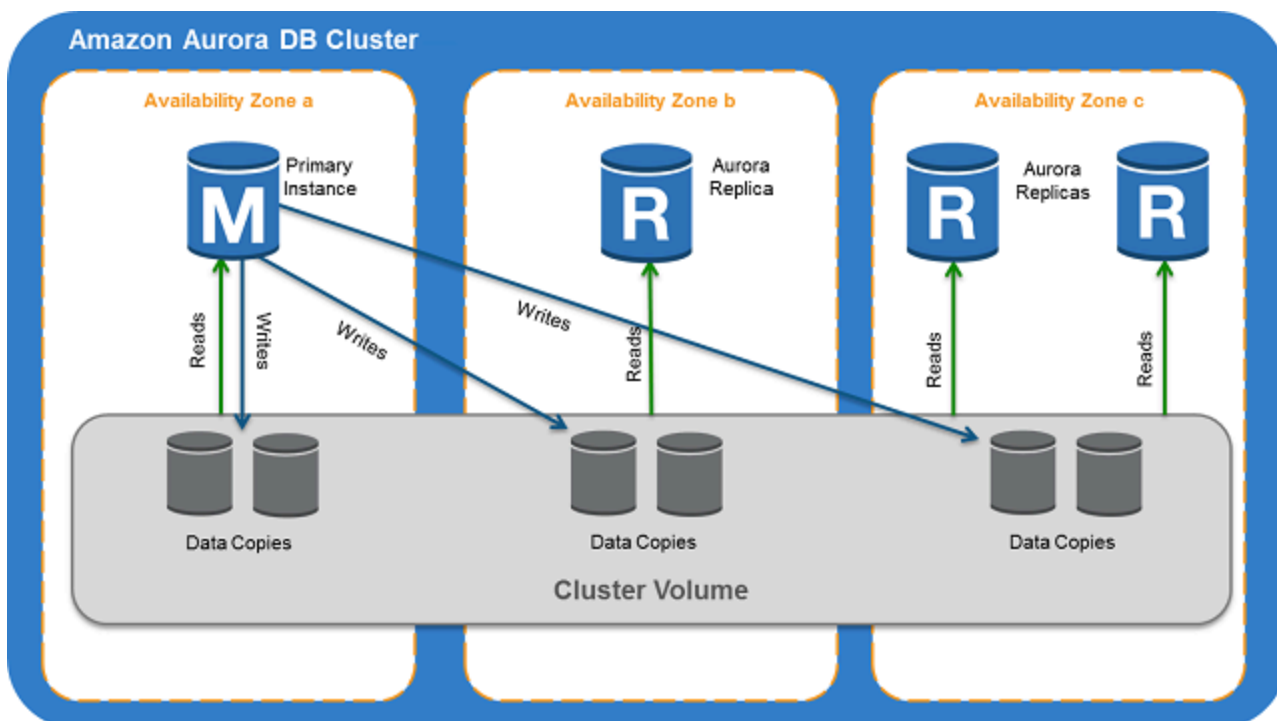 Amazon Aurora DB Cluster
Availability Zone a
Availability Zone b
Availability Zone c
M
Primary
Instance
R
Aurora
Replica
R
Aurora
Replicas
R
Reads
Writes
Writes
Writes
Reads
Reads
Reads
Data Copies
Data Copies
Data Copies
Cluster Volume